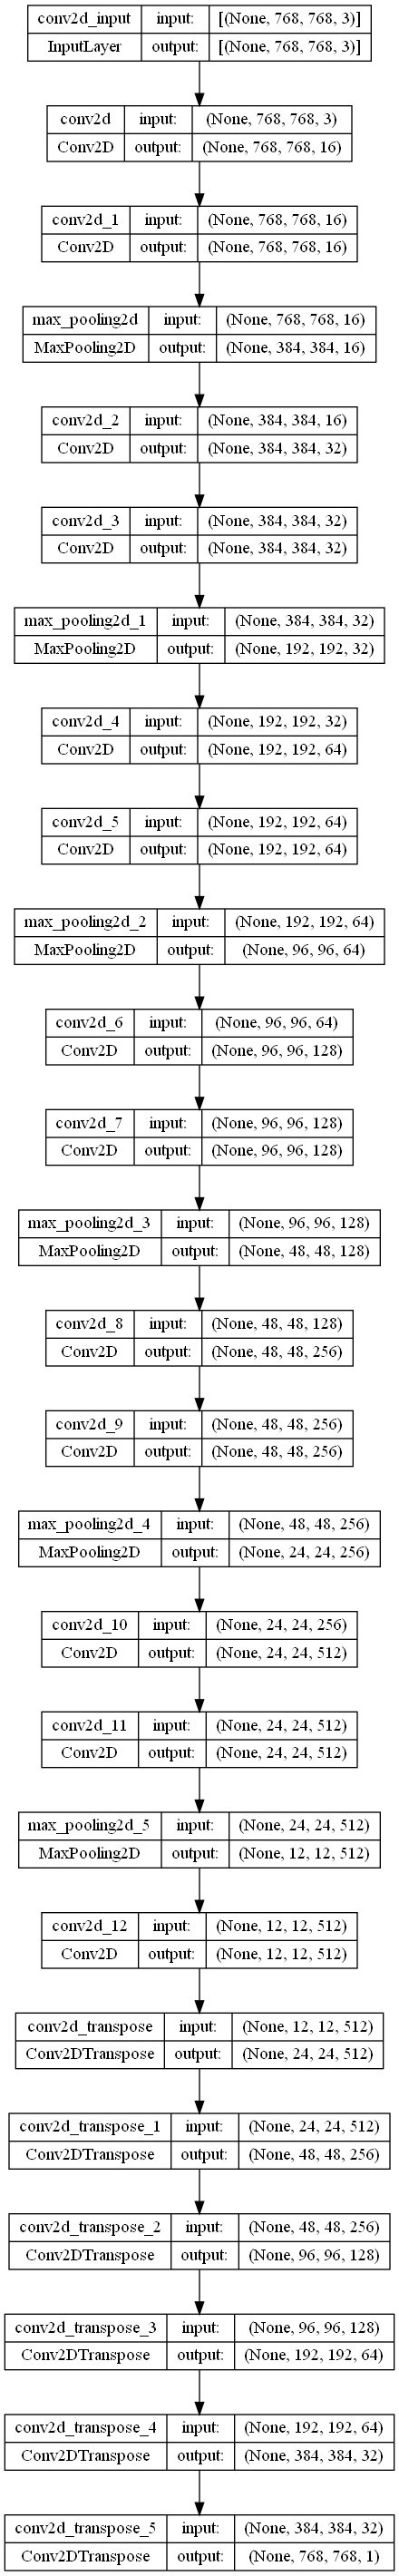 conv2d_input input: [(None, 768, 768, 3)]
InputLayer output: [(None, 768, 768, 3)]
conv2d input: (None, 768, 768, 3)
Conv2D output: (None, 768, 768, 16)
conv2d_1 input: (None, 768, 768, 16)
Conv2D output: (None, 768, 768, 16)
max_pooling2d input: (None, 768, 768, 16)
MaxPooling2D output: (None, 384, 384, 16)
conv2d_2 input: (None, 384, 384, 16)
Conv2D output: (None, 384, 384, 32)
conv2d_3 input: (None, 384, 384, 32)
Conv2D output: (None, 384, 384, 32)
max_pooling2d_1 input: (None, 384, 384, 32)
MaxPooling2D output: (None, 192, 192, 32)
conv2d_4 input: (None, 192, 192, 32)
Conv2D output: (None, 192, 192, 64)
conv2d_5 input: (None, 192, 192, 64)
Conv2D output: (None, 192, 192, 64)
max_pooling2d_2 input: (None, 192, 192, 64)
MaxPooling2D output: (None, 96, 96, 64)
conv2d_6 input: (None, 96, 96, 64)
Conv2D output: (None, 96, 96, 128)
conv2d_7 input: (None, 96, 96, 128)
Conv2D output: (None, 96, 96, 128)
max_pooling2d_3 input: (None, 96, 96, 128)
MaxPooling2D output: (None, 48, 48, 128)
conv2d_8 input: (None, 48, 48, 128)
Conv2D output: (None, 48, 48, 256)
conv2d_9 input: (None, 48, 48, 256)
Conv2D output: (None, 48, 48, 256)
max_pooling2d_4 input: (None, 48, 48, 256)
MaxPooling2D output: (None, 24, 24, 256)
conv2d_10 input: (None, 24, 24, 256)
Conv2D output: (None, 24, 24, 512)
conv2d_11 input: (None, 24, 24, 512)
Conv2D output: (None, 24, 24, 512)
max_pooling2d_5 input: (None, 24, 24, 512)
MaxPooling2D output: (None, 12, 12, 512)
conv2d_12 input: (None, 12, 12, 512)
Conv2D output: (None, 12, 12, 512)
conv2d_transpose input: (None, 12, 12, 512)
Conv2DTranspose output: (None, 24, 24, 512)
conv2d_transpose_1 input: (None, 24, 24, 512)
Conv2DTranspose output: (None, 48, 48, 256)
conv2d_transpose_2 input: (None, 48, 48, 256)
Conv2DTranspose output: (None, 96, 96, 128)
conv2d_transpose_3 input: (None, 96, 96, 128)
Conv2DTranspose output: (None, 192, 192, 64)
conv2d_transpose_4 input: (None, 192, 192, 64)
Conv2DTranspose output: (None, 384, 384, 32)
conv2d_transpose_5 input: (None, 384, 384, 32)
Conv2DTranspose output: (None, 768, 768, 1)